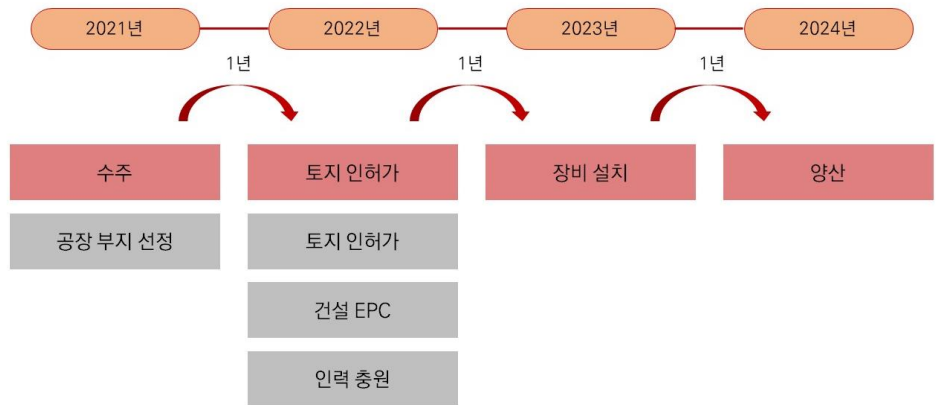 2021년 2022년 2023년 2024년
1년 1년 1년
수주 토지 인허가 장비 설치 양산
공장 부지 선정 토지 인허가
건설 EPC
인력 충원